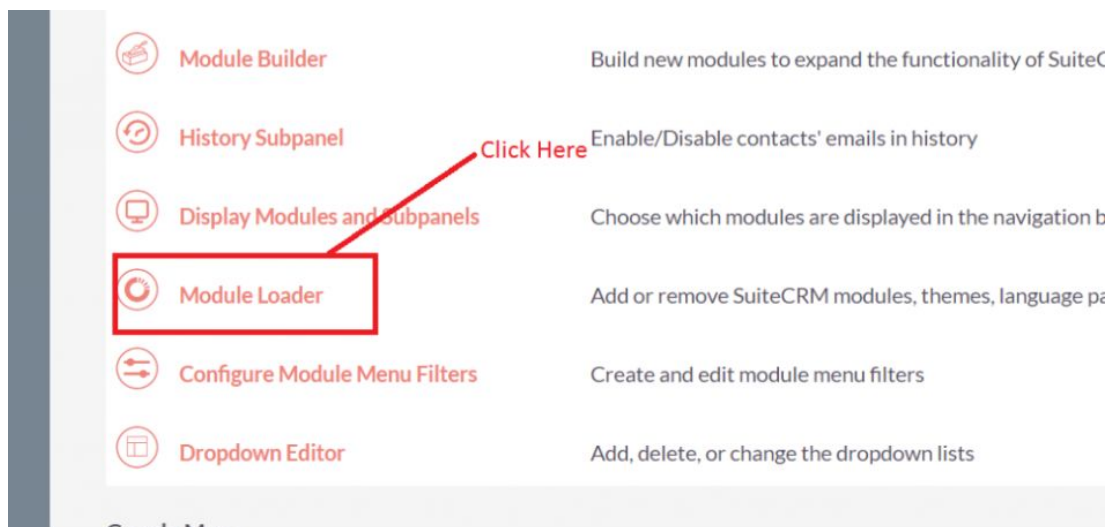 Module Builder
Build new modules to expand the functionality of Suite
History Subpanel
Click Here
Enable/Disable contacts' emails in history
Display Modules and Subpanels
Choose which modules are displayed in the navigation
Module Loader
Add or remove SuiteCRM modules, themes, language
Configure Module Menu Filters
Create and edit module menu filters
Dropdown Editor
Add, delete, or change the dropdown lists